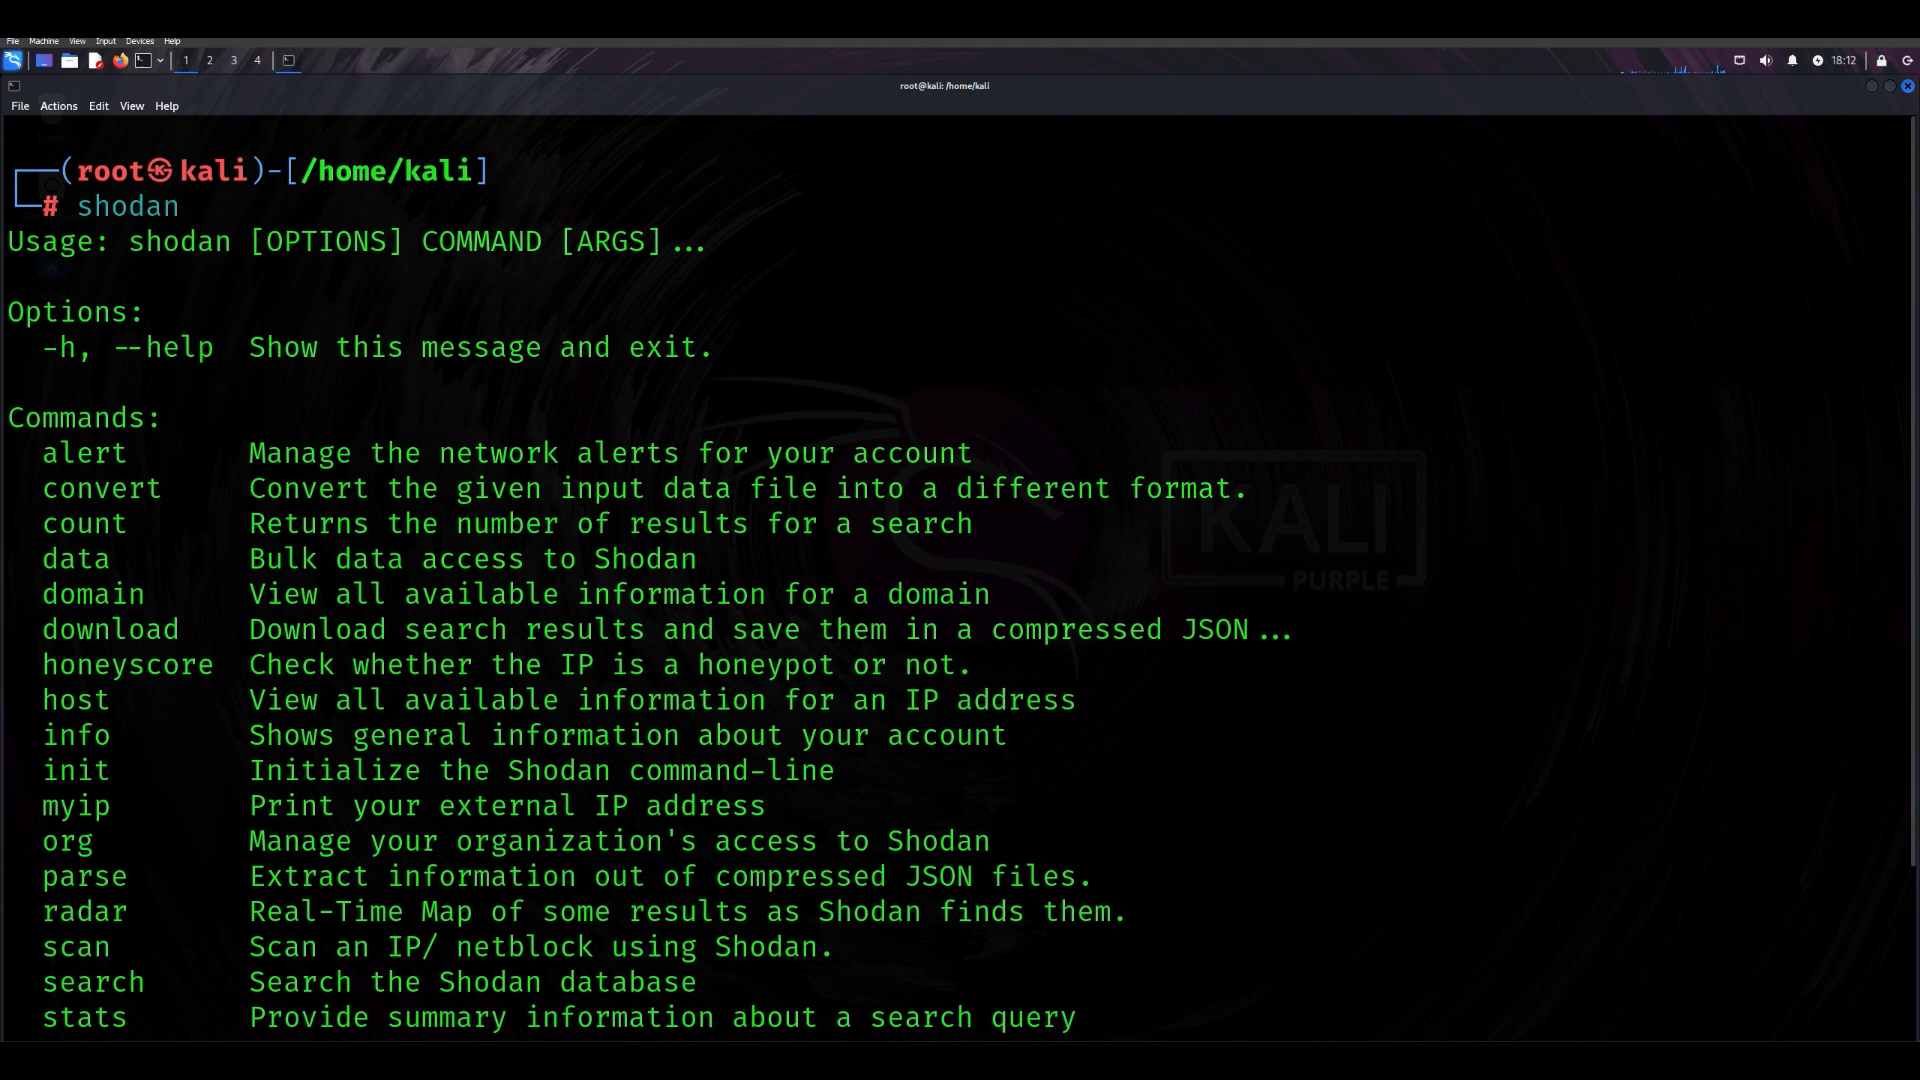 File Machine View Input Devices Help
1 2 3 4 18:12
root@kali: /home/kali
File Actions Edit View Help
(root㉿kali)-[/home/kali]
# shodan
Usage: shodan [OPTIONS] COMMAND [ARGS]...
Options:
-h, --help Show this message and exit.
Commands:
alert Manage the network alerts for your account
convert Convert the given input data file into a different format.
count Returns the number of results for a search
data Bulk data access to Shodan
domain View all available information for a domain
download Download search results and save them in a compressed JSON...
honeyscore Check whether the IP is a honeypot or not.
host View all available information for an IP address
info Shows general information about your account
init Initialize the Shodan command-line
myip Print your external IP address
org Manage your organization's access to Shodan
parse Extract information out of compressed JSON files.
radar Real-Time Map of some results as Shodan finds them.
scan Scan an IP/ netblock using Shodan.
search Search the Shodan database
stats Provide summary information about a search query
KALI
PURPLE